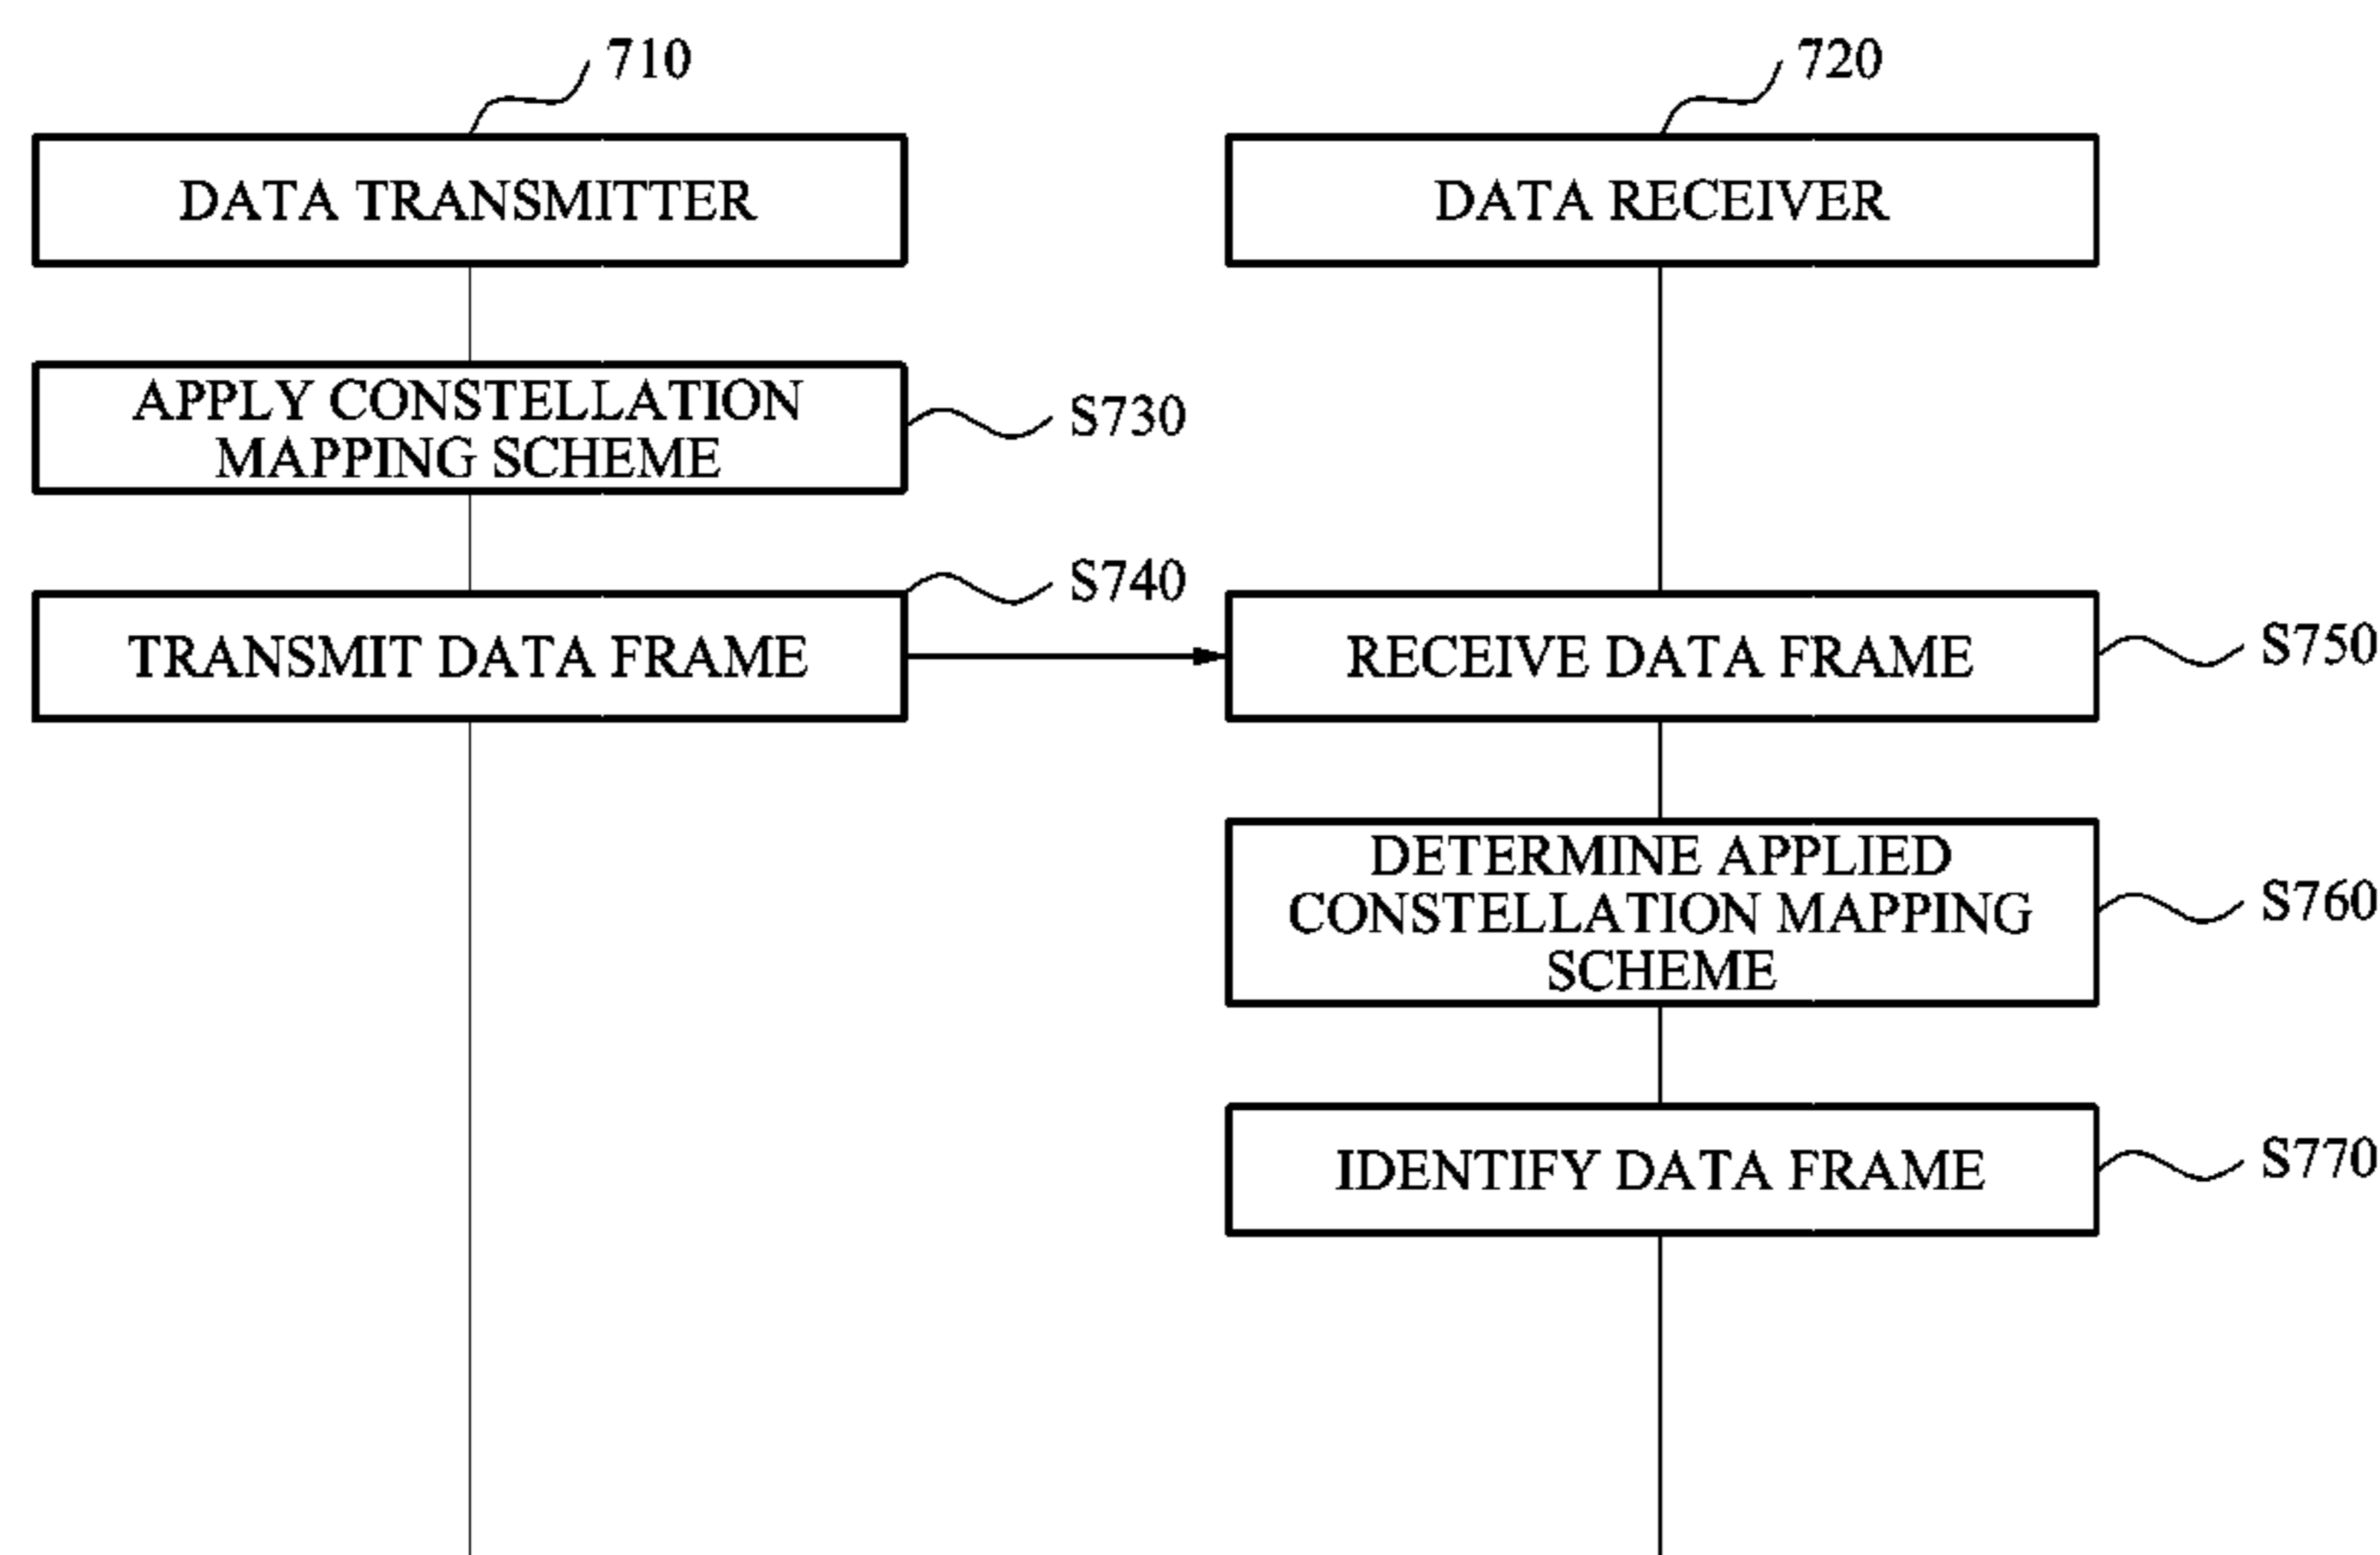 710
720
DATA TRANSMITTER
DATA RECEIVER
APPLY CONSTELLATION
MAPPING SCHEME
S730
TRANSMIT DATA FRAME
S740
RECEIVE DATA FRAME
S750
DETERMINE APPLIED
CONSTELLATION MAPPING
SCHEME
S760
IDENTIFY DATA FRAME
S770